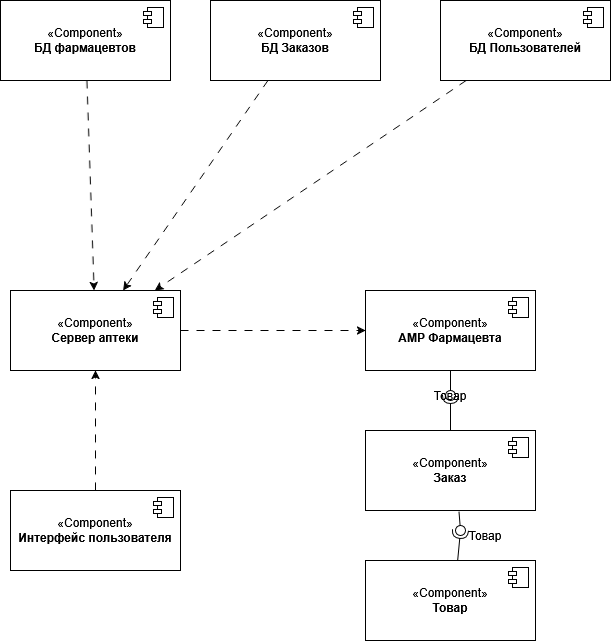 «Component»
БД фармацевтов
«Component»
БД Заказов
«Component»
БД Пользователей
«Component»
Сервер аптеки
«Component»
АМР Фармацевта
Товар
«Component»
Заказ
«Component»
Интерфейс пользователя
Товар
«Component»
Товар